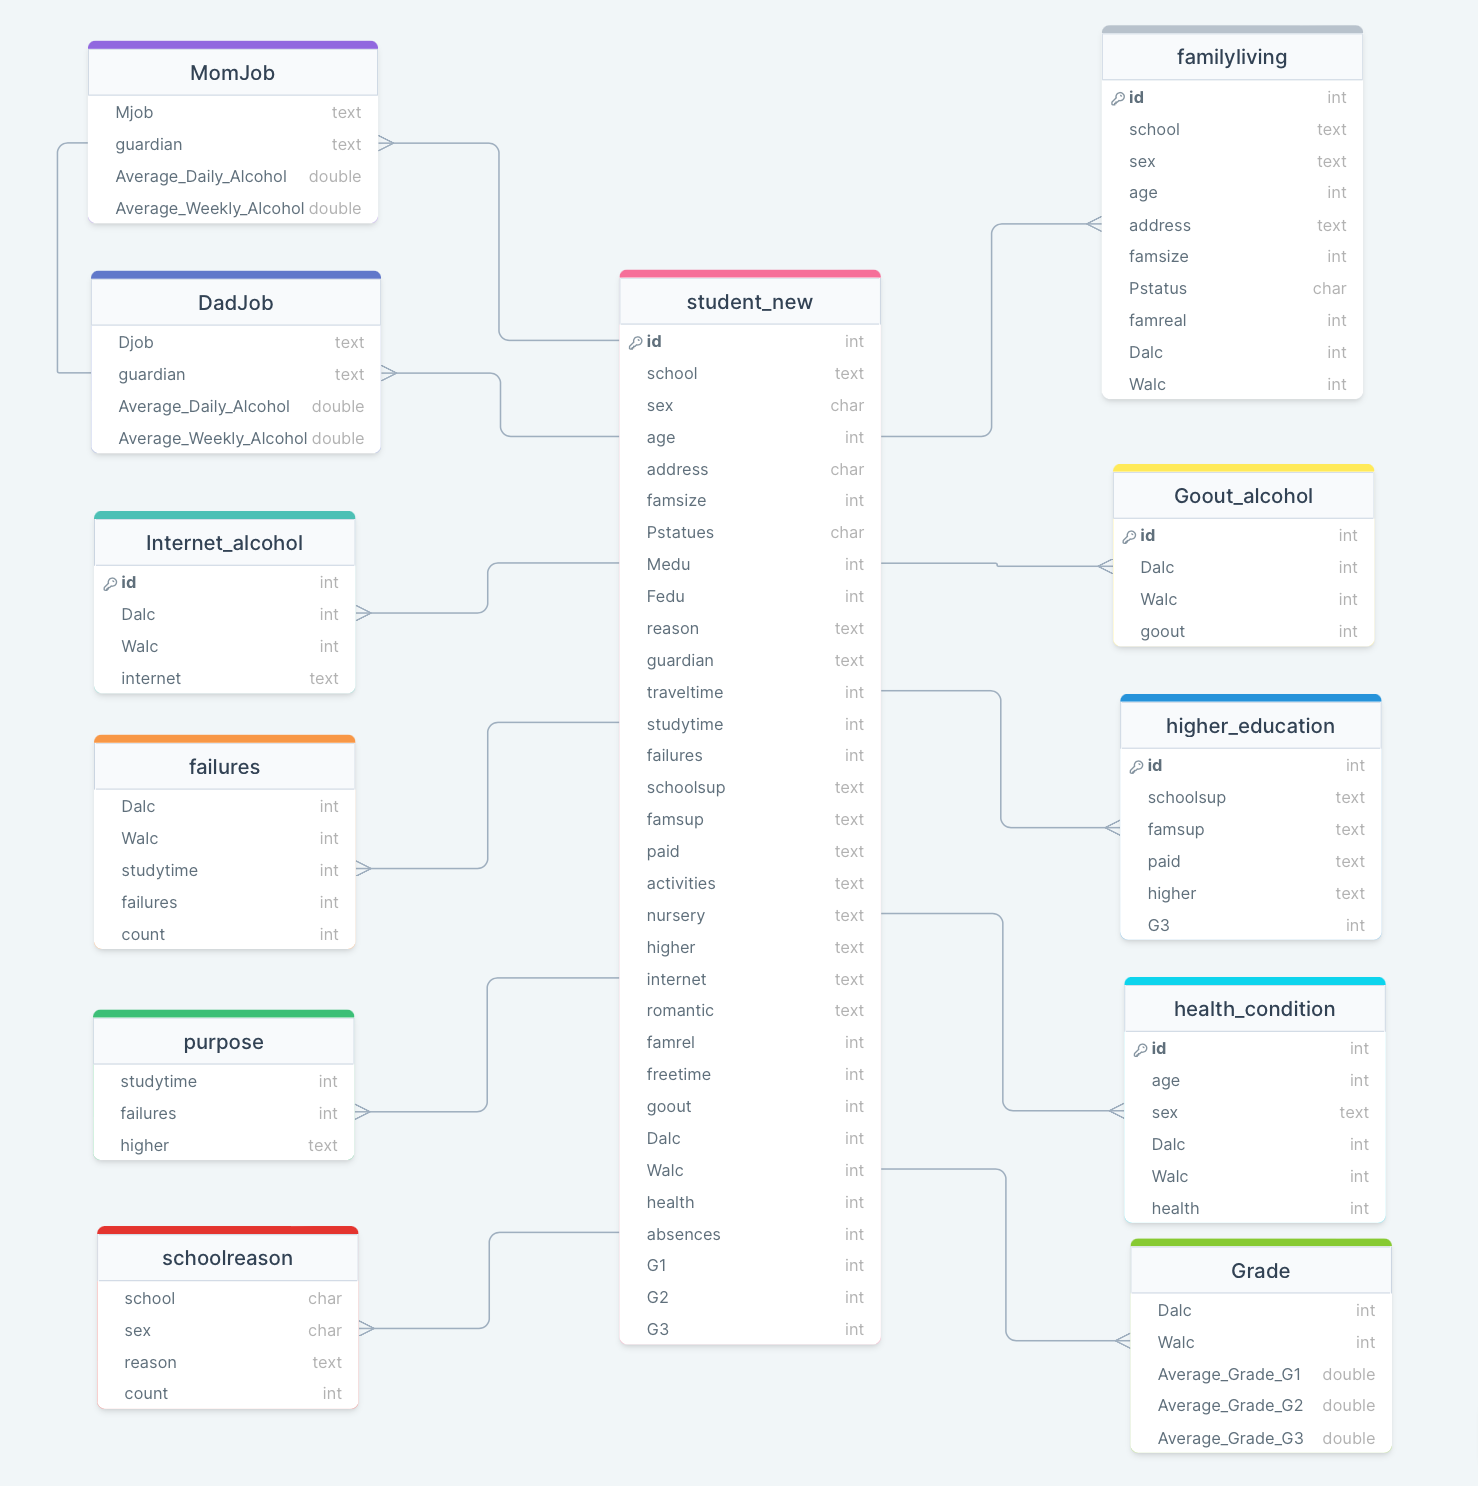 MomJob
Mjob text
guardian text
Average_Daily_Alcohol double
Average_Weekly_Alcohol double
DadJob
Djob text
guardian text
Average_Daily_Alcohol double
Average_Weekly_Alcohol double
Internet_alcohol
id int
Dalc int
Walc int
internet text
failures
Dalc int
Walc int
studytime int
failures int
count int
purpose
studytime int
failures int
higher text
schoolreason
school char
sex char
reason text
count int
student_new
id int
school text
sex char
age int
address char
famsize int
Pstatues char
Medu int
Fedu int
reason text
guardian text
traveltime int
studytime int
failures int
schoolsup text
famsup text
paid text
activities text
nursery text
higher text
internet text
romantic text
famrel int
freetime int
goout int
Dalc int
Walc int
health int
absences int
G1 int
G2 int
G3 int
familyliving
id int
school text
sex text
age int
address text
famsize int
Pstatus char
famreal int
Dalc int
Walc int
Goout_alcohol
id int
Dalc int
Walc int
goout int
higher_education
id int
schoolsup text
famsup text
paid text
higher text
G3 int
health_condition
id int
age int
sex text
Dalc int
Walc int
health int
Grade
Dalc int
Walc int
Average_Grade_G1 double
Average_Grade_G2 double
Average_Grade_G3 double